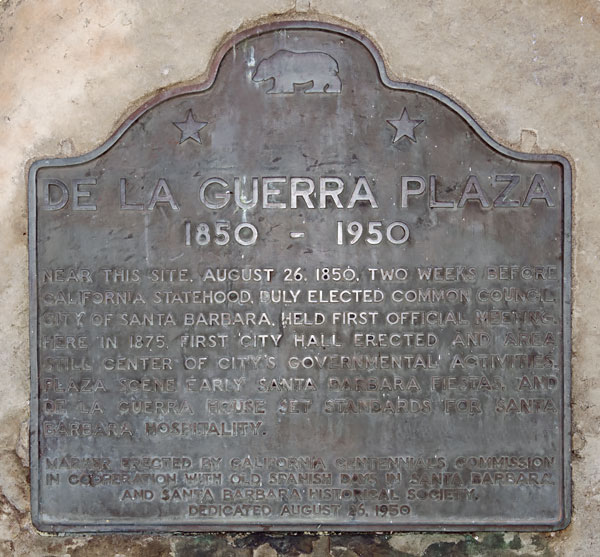 DE LA GUERRA PLAZA
1850 - 1950
NEAR THIS SITE, AUGUST 26, 1850, TWO WEEKS BEFORE
CALIFORNIA STATEHOOD, DULY ELECTED COMMON COUNCIL,
CITY OF SANTA BARBARA, HELD FIRST OFFICIAL MEETING.
HERE IN 1875, FIRST CITY HALL ERECTED AND AREA
STILL CENTER OF CITY'S GOVERNMENTAL ACTIVITIES.
PLAZA SCENE EARLY SANTA BARBARA FIESTAS, AND
DE LA GUERRA HOUSE SET STANDARDS FOR SANTA
BARBARA HOSPITALITY.
MARKER ERECTED BY CALIFORNIA CENTENNIALS COMMISSION
IN COOPERATION WITH OLD SPANISH DAYS IN SANTA BARBARA
AND SANTA BARBARA HISTORICAL SOCIETY.
DEDICATED AUGUST 26, 1950